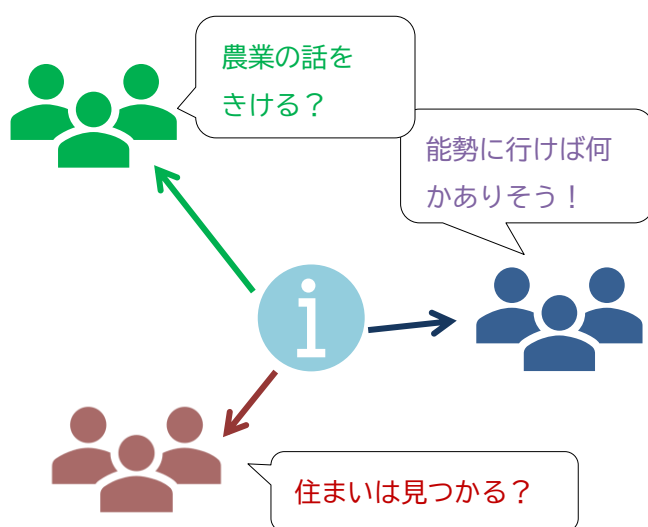 農業の話を
きける？
能勢に行けば何
かありそう！
i
住まいは見つかる？